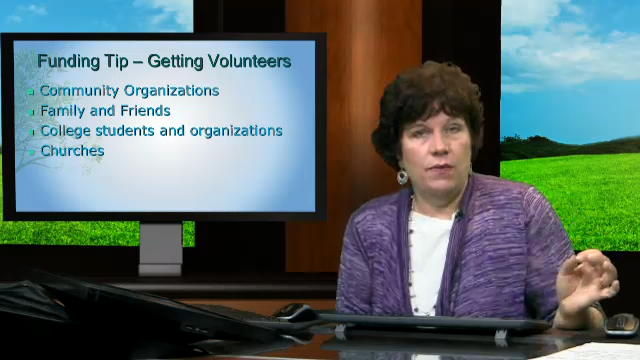 Funding Tip – Getting Volunteers
Community Organizations
Family and Friends
College students and organizations
Churches